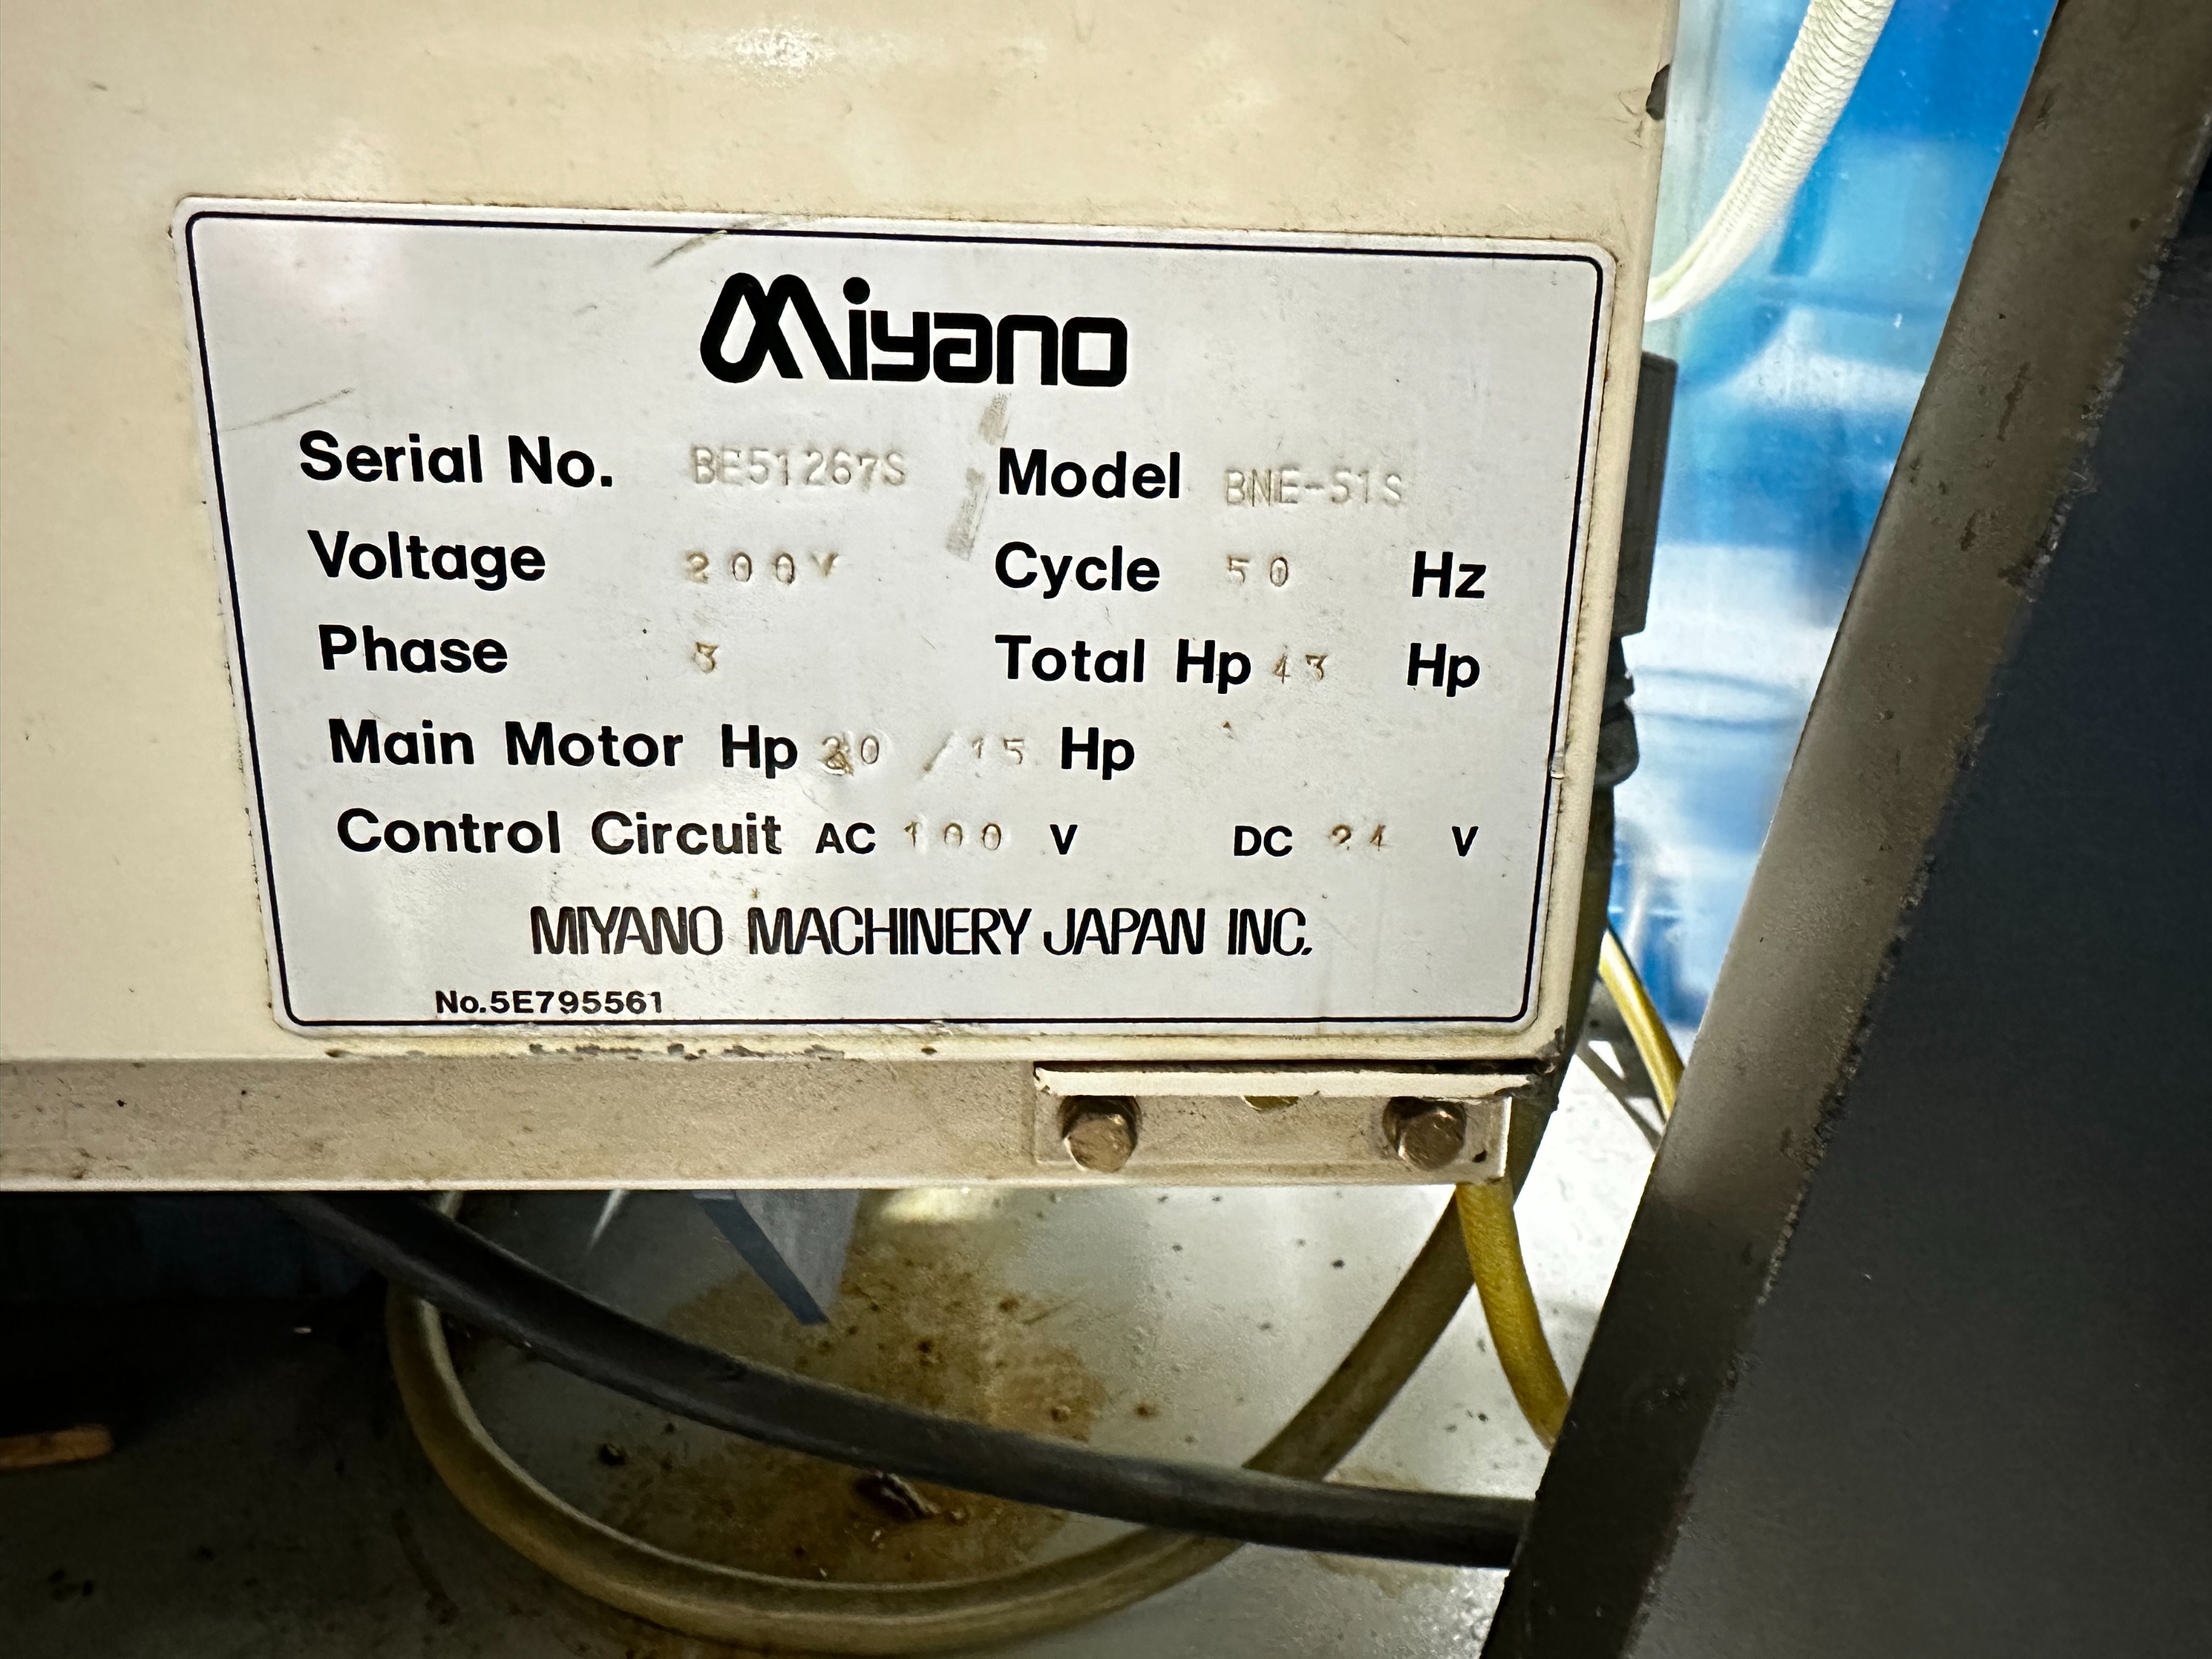 Miyano
Serial No. BE51267S Model BNE-51S
Voltage 200V Cycle 50 Hz
Phase 3 Total Hp 43 Hp
Main Motor Hp 20 /15 Hp
Control Circuit AC 100 V DC 24 V
MIYANO MACHINERY JAPAN INC.
No.5E795561